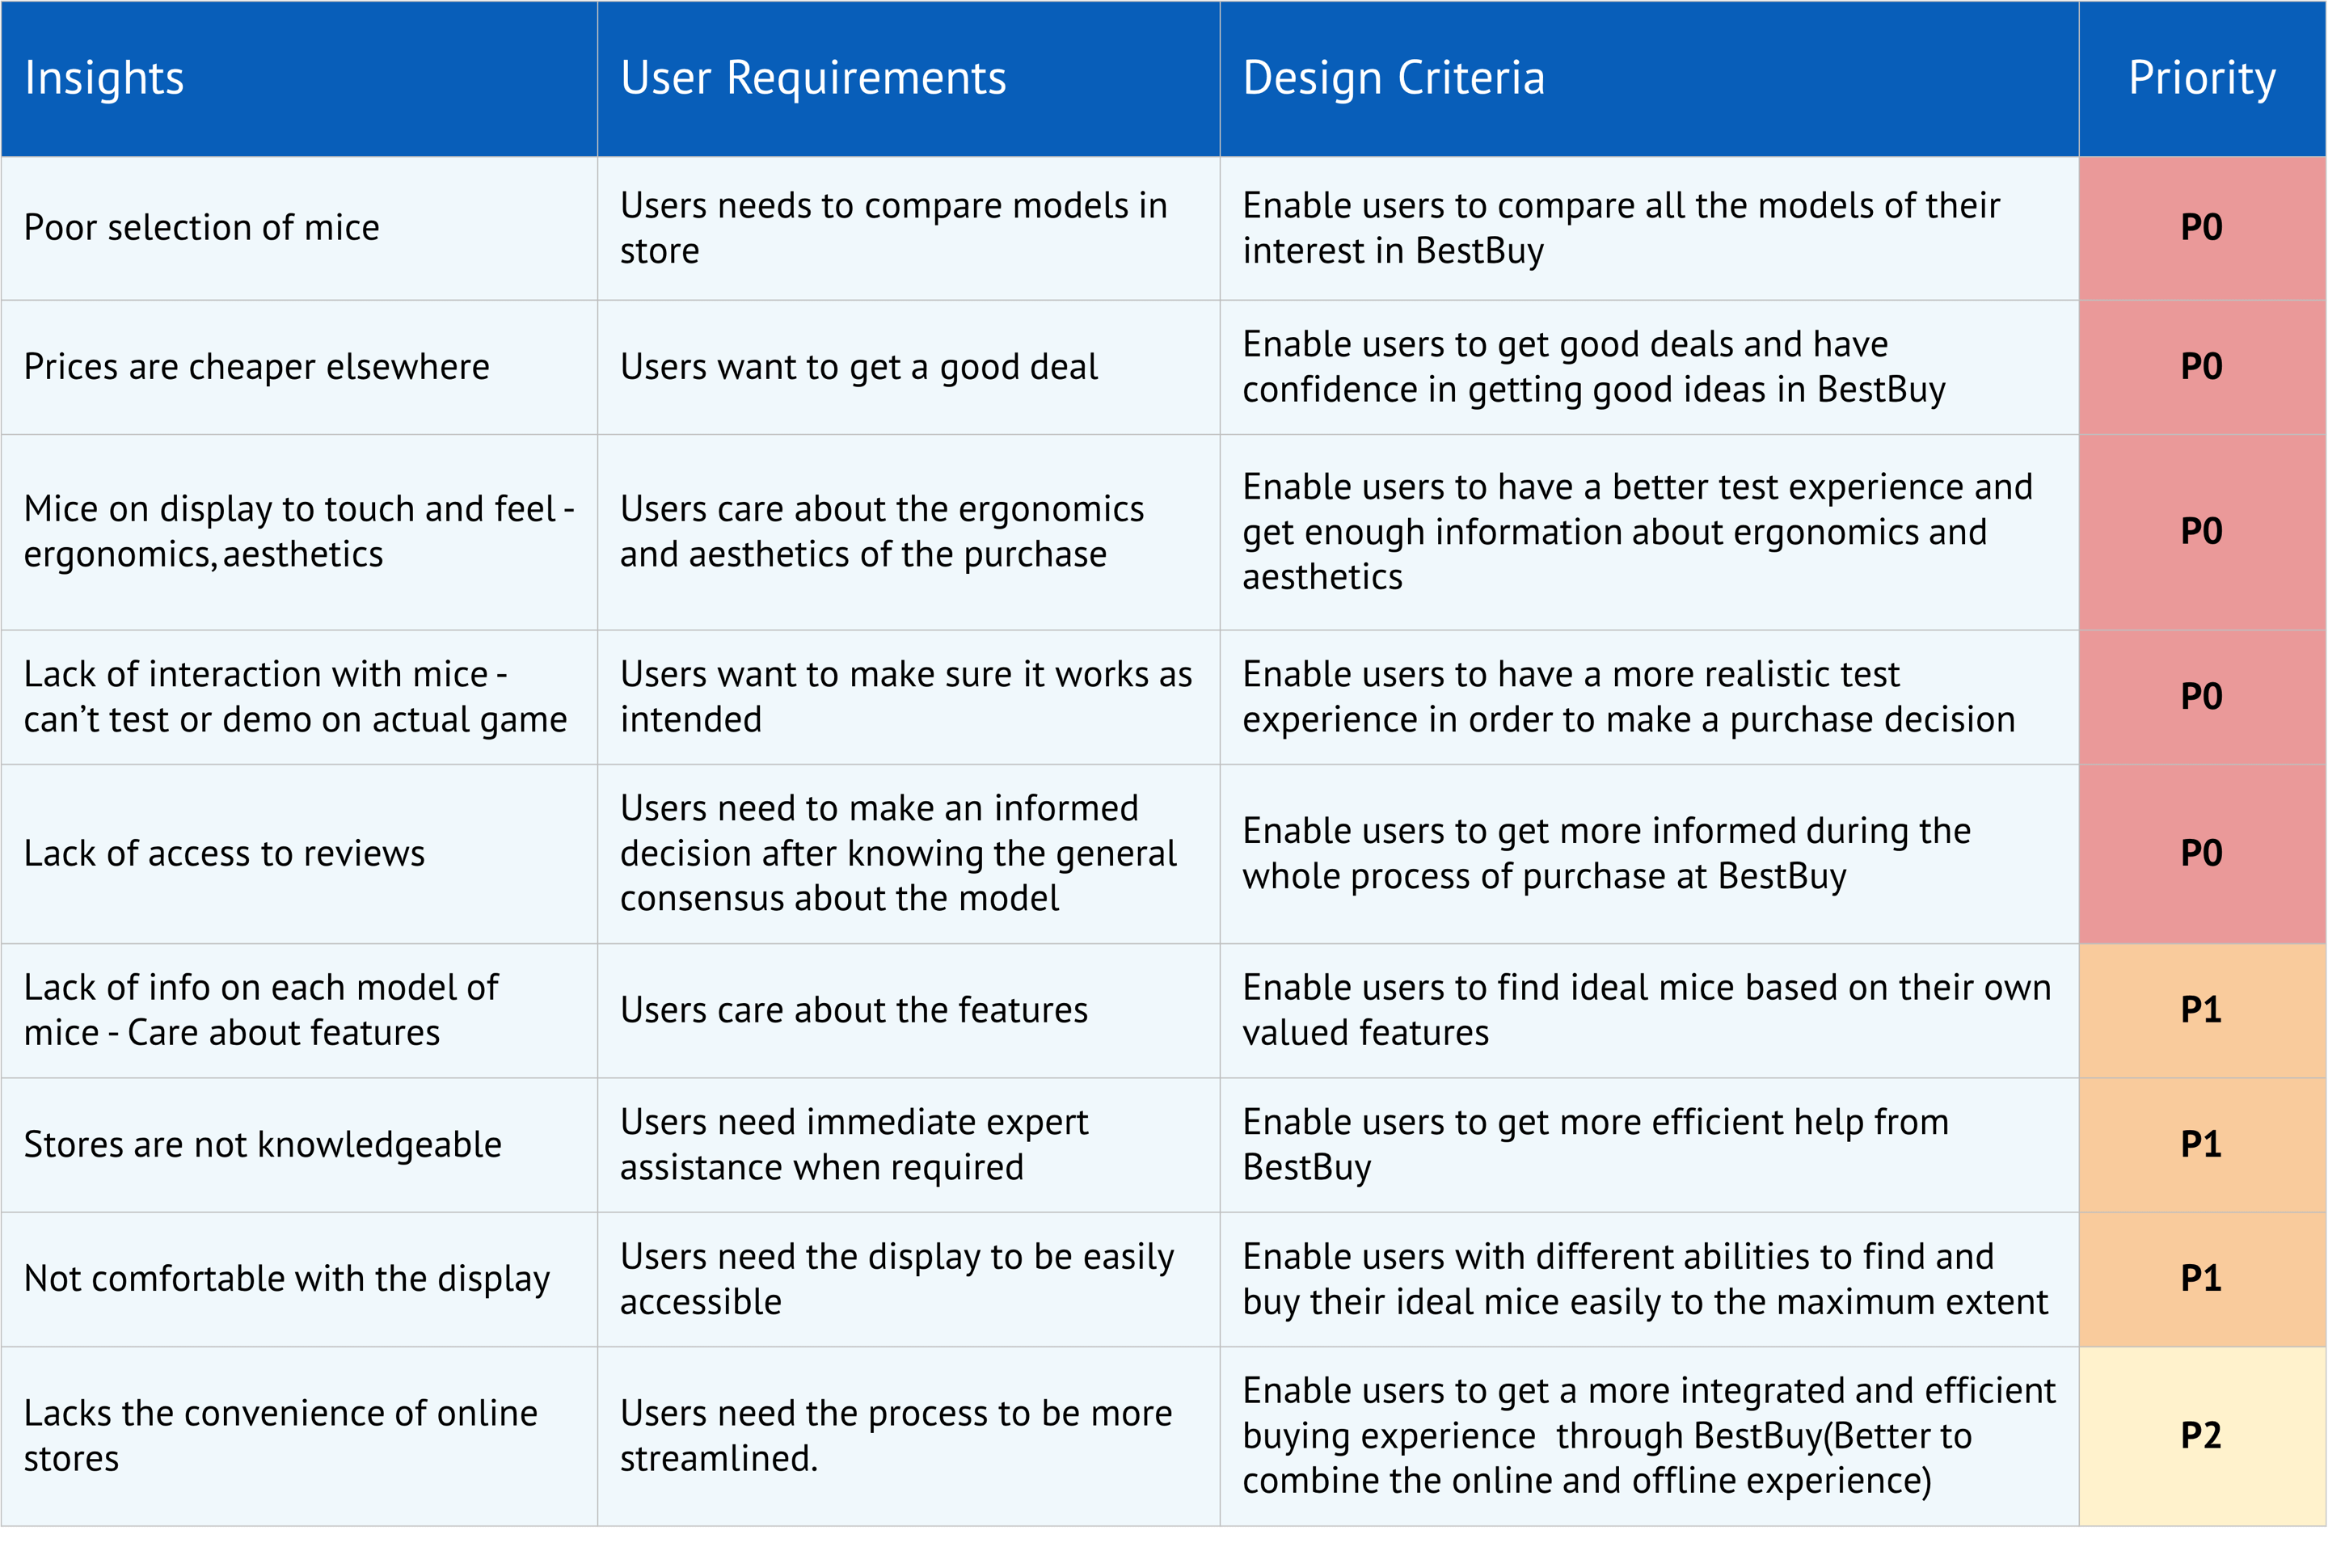 Insights
User Requirements
Design Criteria
Priority
Poor selection of mice
Users needs to compare models in
store
Enable users to compare all the models of their
interest in BestBuy
P0
Prices are cheaper elsewhere
Users want to get a good deal
Enable users to get good deals and have
confidence in getting good ideas in BestBuy
P0
Mice on display to touch and feel -
ergonomics, aesthetics
Users care about the ergonomics
and aesthetics of the purchase
Enable users to have a better test experience and
get enough information about ergonomics and
aesthetics
P0
Lack of interaction with mice -
can’t test or demo on actual game
Users want to make sure it works as
intended
Enable users to have a more realistic test
experience in order to make a purchase decision
P0
Lack of access to reviews
Users need to make an informed
decision after knowing the general
consensus about the model
Enable users to get more informed during the
whole process of purchase at BestBuy
P0
Lack of info on each model of
mice - Care about features
Users care about the features
Enable users to find ideal mice based on their own
valued features
P1
Stores are not knowledgeable
Users need immediate expert
assistance when required
Enable users to get more efficient help from
BestBuy
P1
Not comfortable with the display
Users need the display to be easily
accessible
Enable users with different abilities to find and
buy their ideal mice easily to the maximum extent
P1
Lacks the convenience of online
stores
Users need the process to be more
streamlined.
Enable users to get a more integrated and efficient
buying experience  through BestBuy(Better to
combine the online and offline experience)
P2